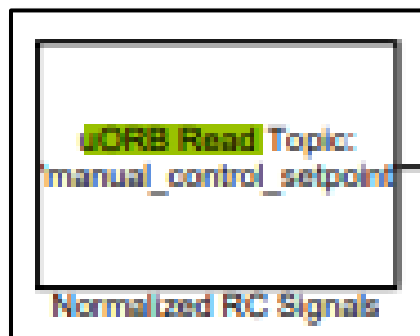 uORB Read Topic:
'manual_control_setpoint'
Normalized RC Signals